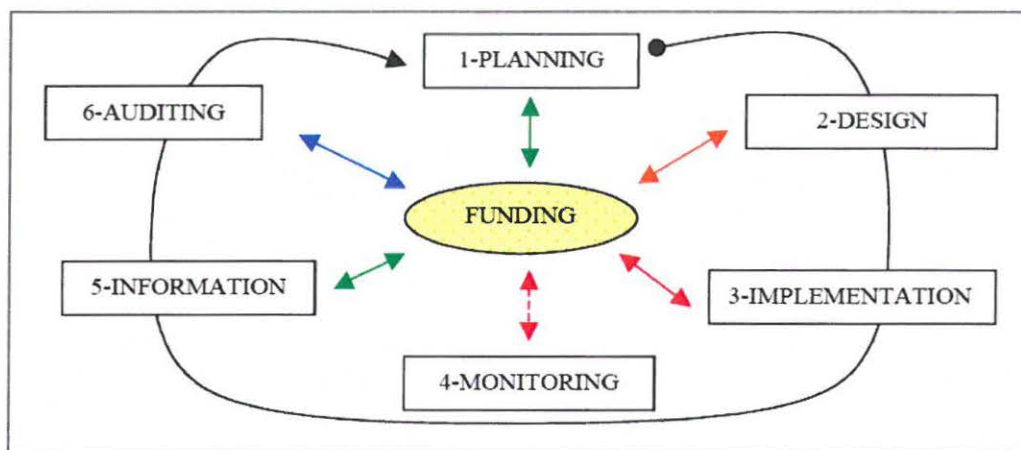 1-PLANNING
6-AUDITING
2-DESIGN
FUNDING
5-INFORMATION
3-IMPLEMENTATION
4-MONITORING